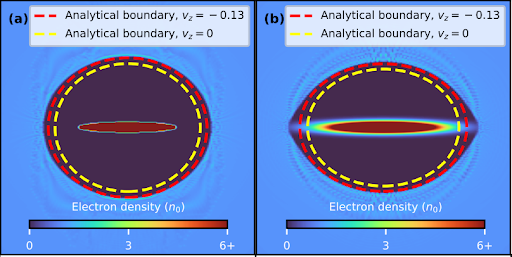 (a)
Analytical boundary, v_z = −0.13
Analytical boundary, v_z = 0
Electron density (n_0)
0 3 6+
(b)
Analytical boundary, v_z = −0.13
Analytical boundary, v_z = 0
Electron density (n_0)
0 3 6+